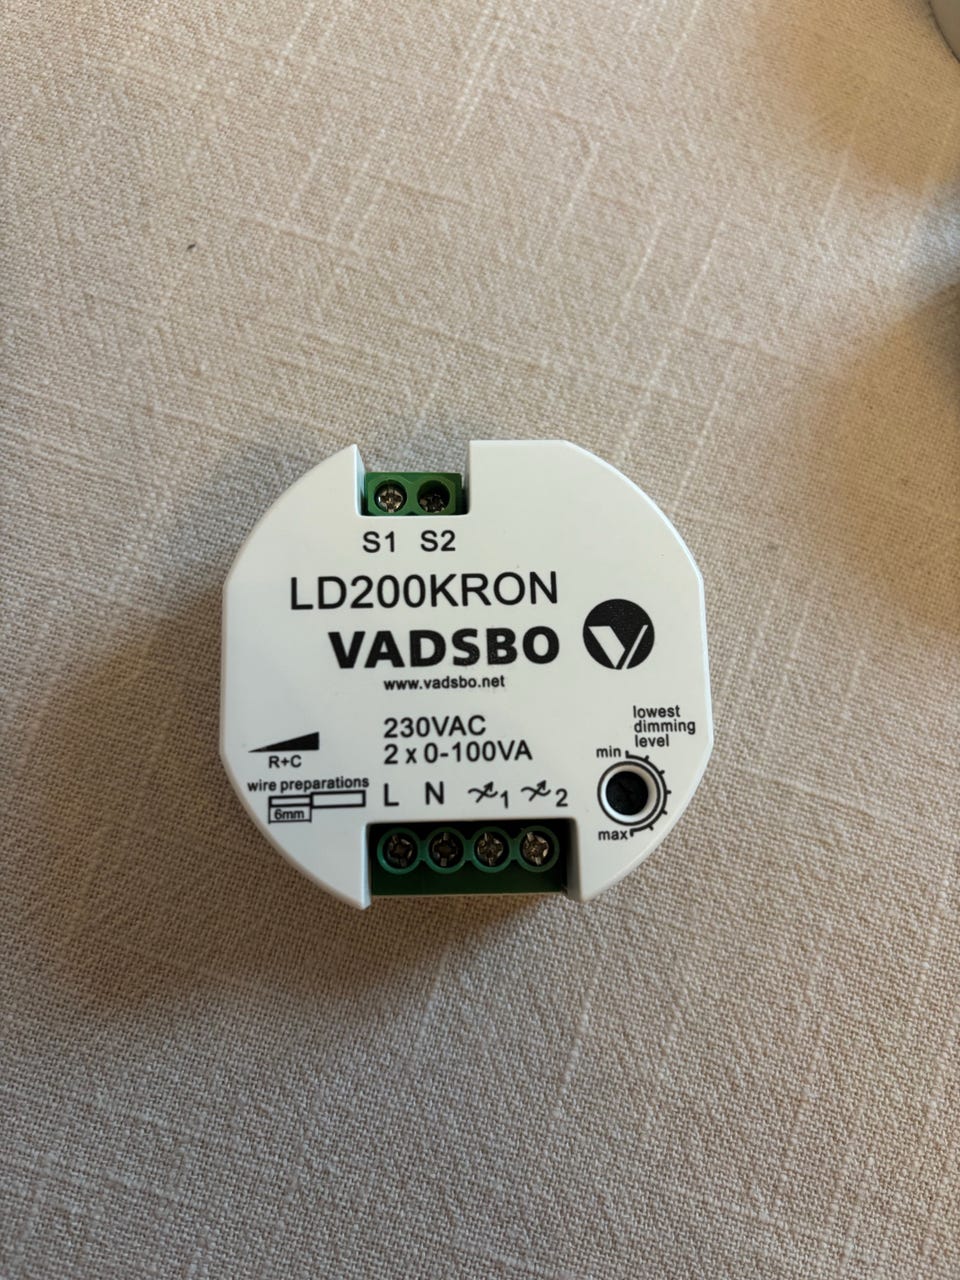 S1 S2
LD200KRON
VADSBO
www.vadsbo.net
230VAC
2 x 0-100VA
R+C
wire preparations
6mm
L N 1 2
lowest
dimming
level
min
max